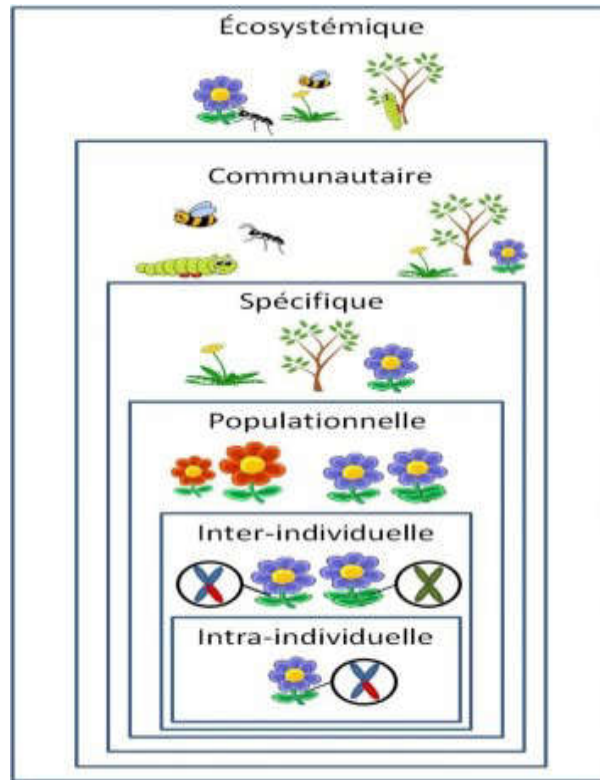 Écosystémique
Communautaire
Spécifique
Populationnelle
Inter-individuelle
Intra-individuelle